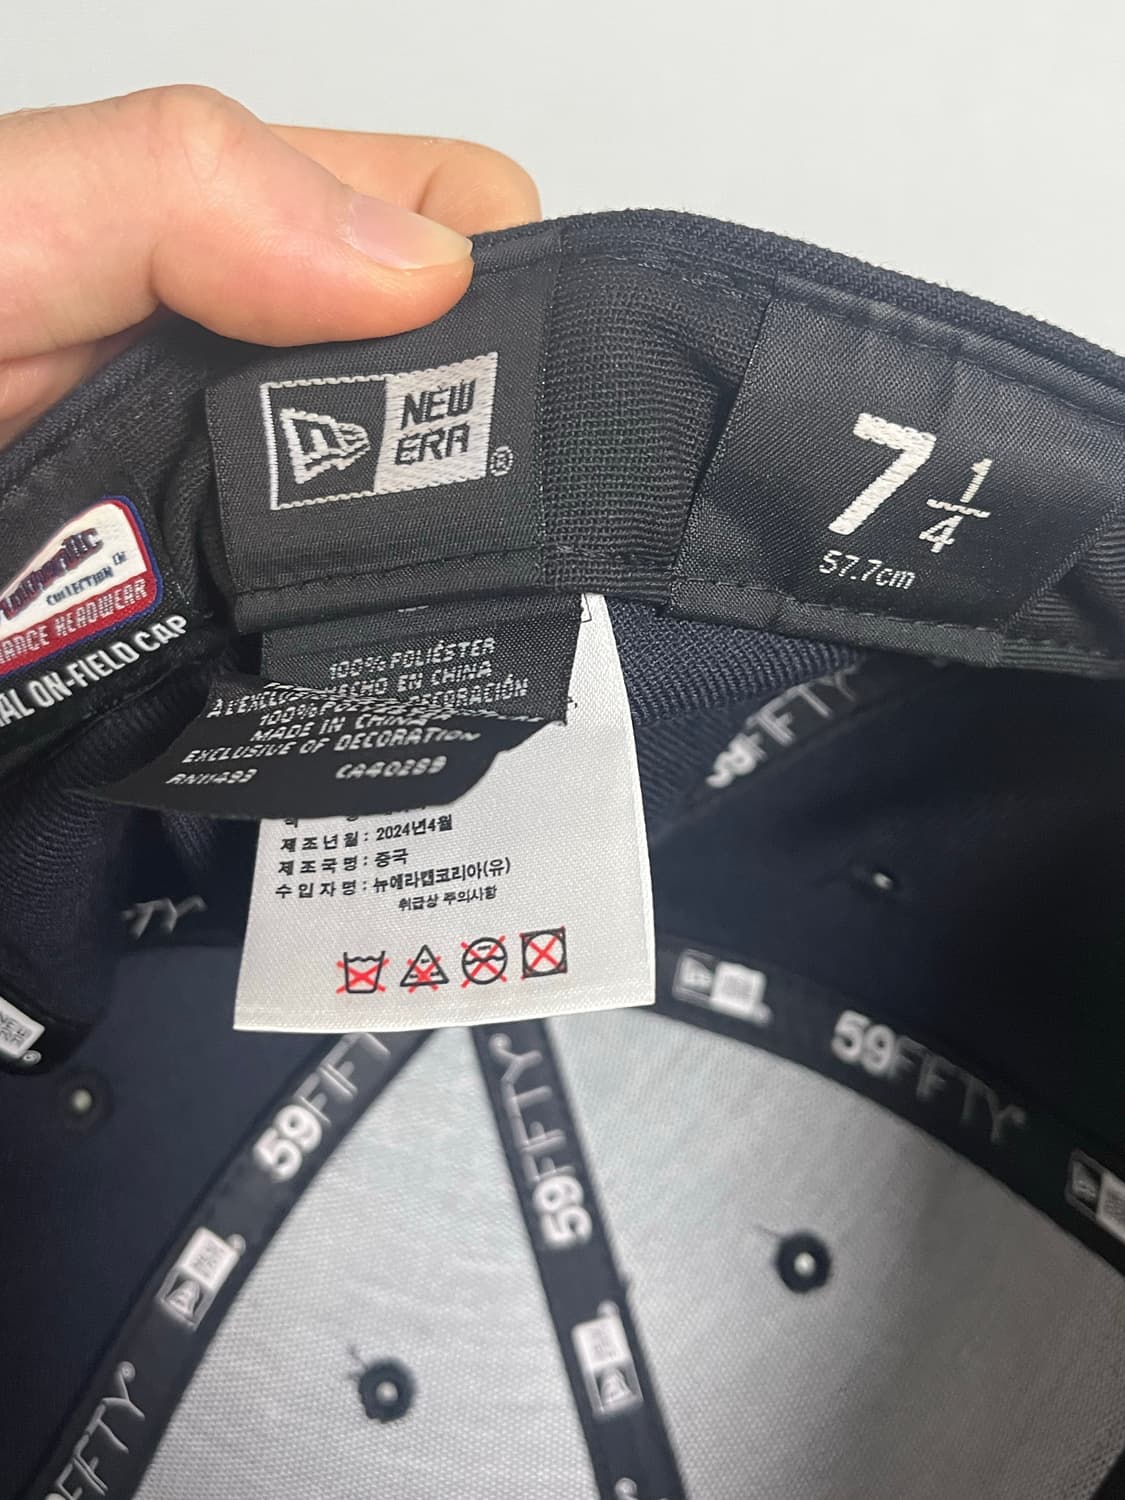 NEW
ERA
®
7 1/4
57.7cm
COLLECTION TM
ON-FIELD CAP
100% POLIÉSTER
HECHO EN CHINA
DECORACIÓN
MADE IN CHINA
EXCLUSIVE OF DECORATION
RN11493 CA40289
제조년월 : 2024년4월
제조국명 : 중국
수입자명 : 뉴에라캡코리아(유)
취급상 주의사항
59FIFTY
59FIFTY
59FIFTY
59FIFTY